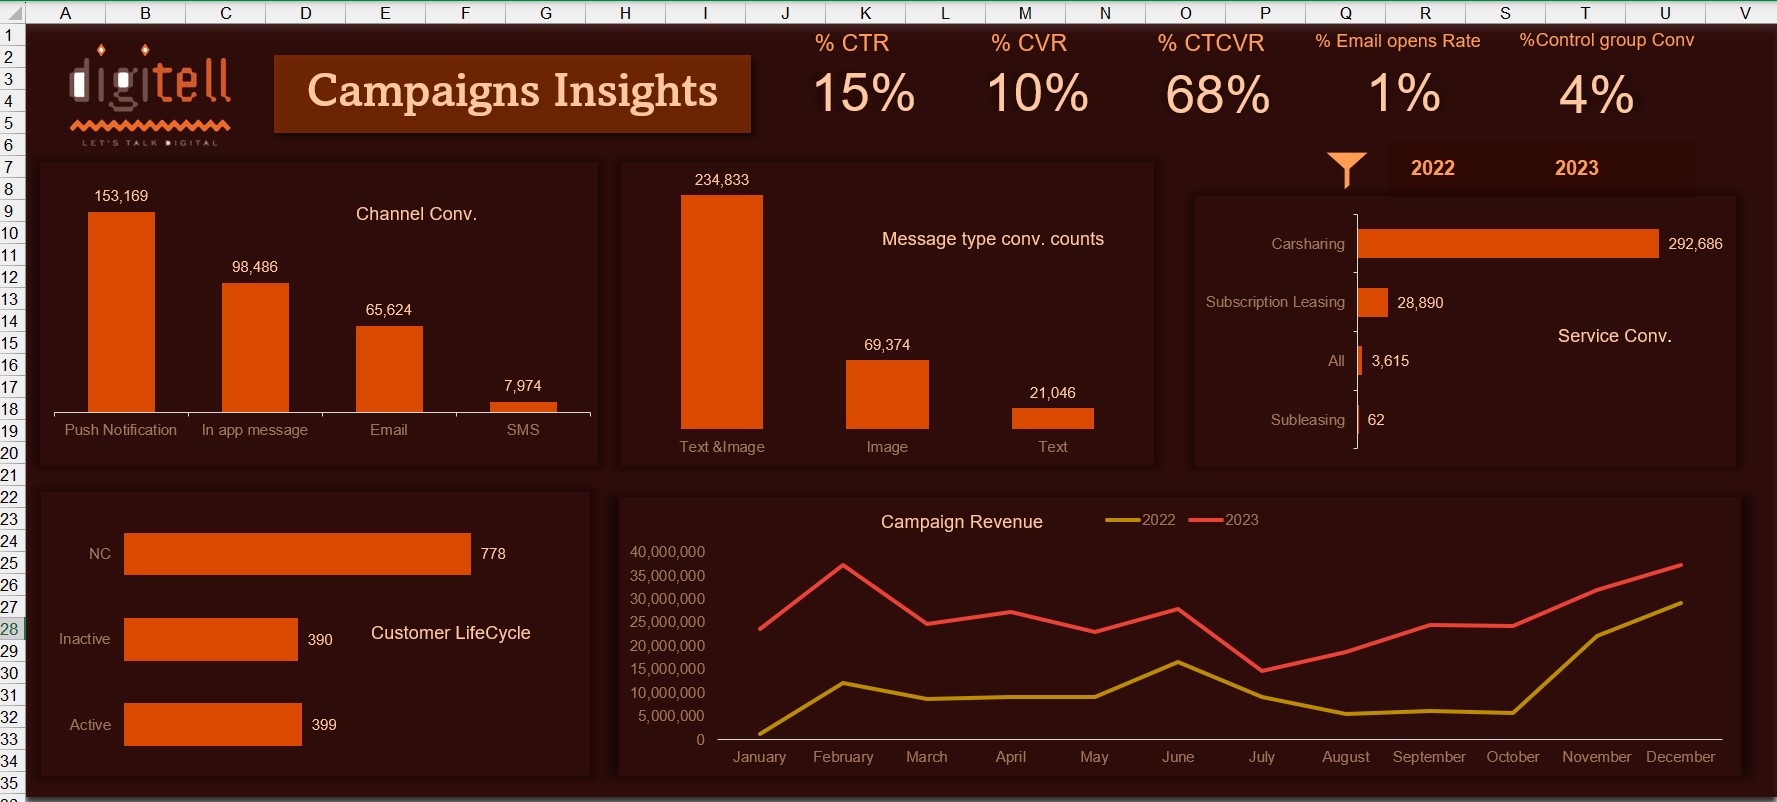 A B C D E F G H I J K L M N O P Q R S T U V
1
2
3
4
5
6
7
8
9
10
11
12
13
14
15
16
17
18
19
20
21
22
23
24
25
26
27
28
29
30
31
32
33
34
35
digitell
LET'S TALK DIGITAL
Campaigns Insights
% CTR
15%
% CVR
10%
% CTCVR
68%
% Email opens Rate
1%
%Control group Conv
4%
2022 2023
Channel Conv.
153,169
98,486
65,624
7,974
Push Notification In app message Email SMS
Message type conv. counts
234,833
69,374
21,046
Text &Image Image Text
Service Conv.
Carsharing 292,686
Subscription Leasing 28,890
All 3,615
Subleasing 62
Customer LifeCycle
NC 778
Inactive 390
Active 399
Campaign Revenue 2022 2023
40,000,000
35,000,000
30,000,000
25,000,000
20,000,000
15,000,000
10,000,000
5,000,000
0
January February March April May June July August September October November December